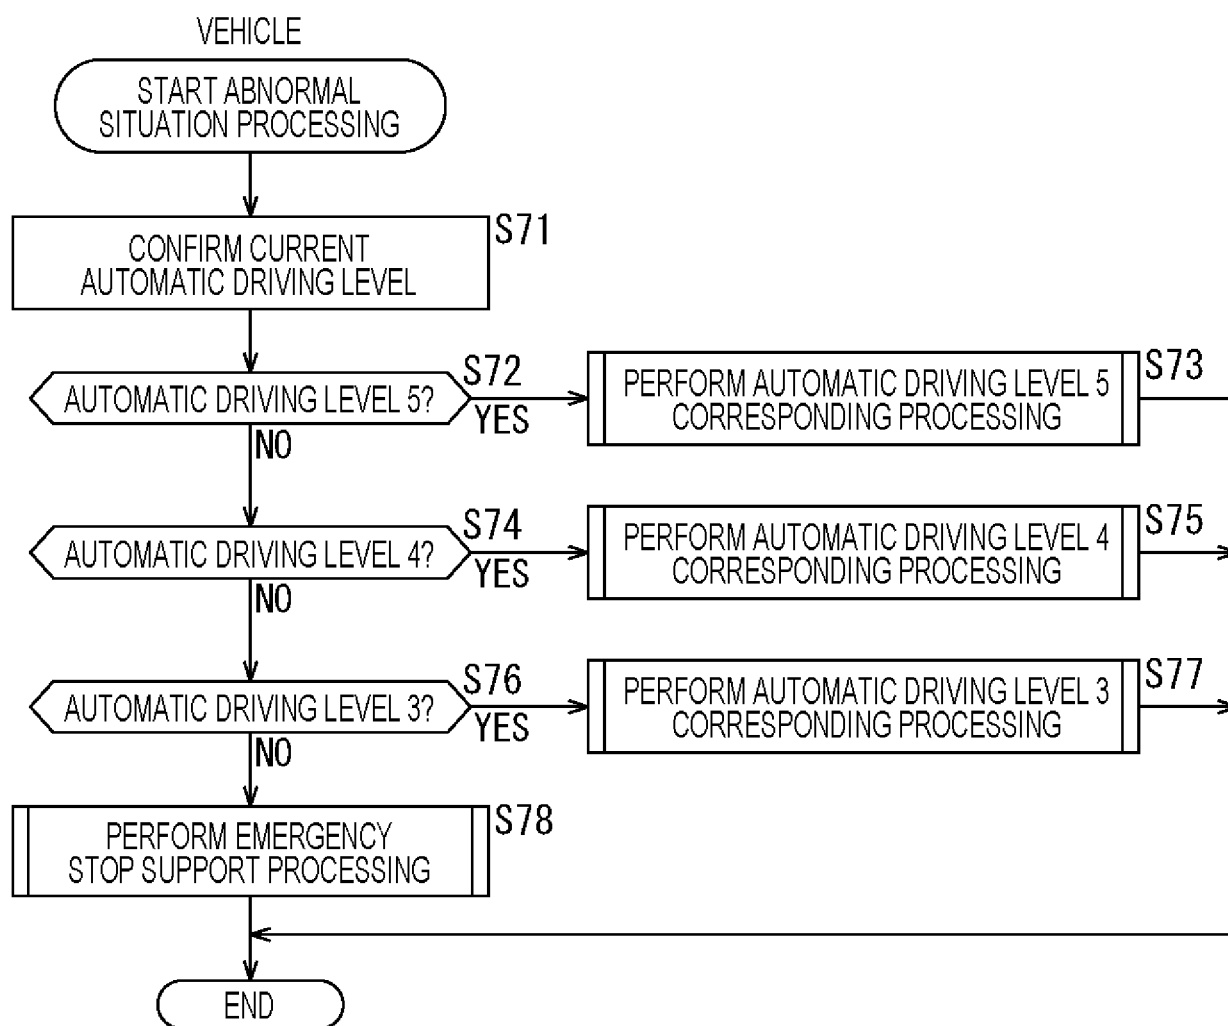 VEHICLE
START ABNORMAL
SITUATION PROCESSING
S71
CONFIRM CURRENT
AUTOMATIC DRIVING LEVEL
S72
AUTOMATIC DRIVING LEVEL 5?
YES
NO
S73
PERFORM AUTOMATIC DRIVING LEVEL 5
CORRESPONDING PROCESSING
S74
AUTOMATIC DRIVING LEVEL 4?
YES
NO
S75
PERFORM AUTOMATIC DRIVING LEVEL 4
CORRESPONDING PROCESSING
S76
AUTOMATIC DRIVING LEVEL 3?
YES
NO
S77
PERFORM AUTOMATIC DRIVING LEVEL 3
CORRESPONDING PROCESSING
S78
PERFORM EMERGENCY
STOP SUPPORT PROCESSING
END